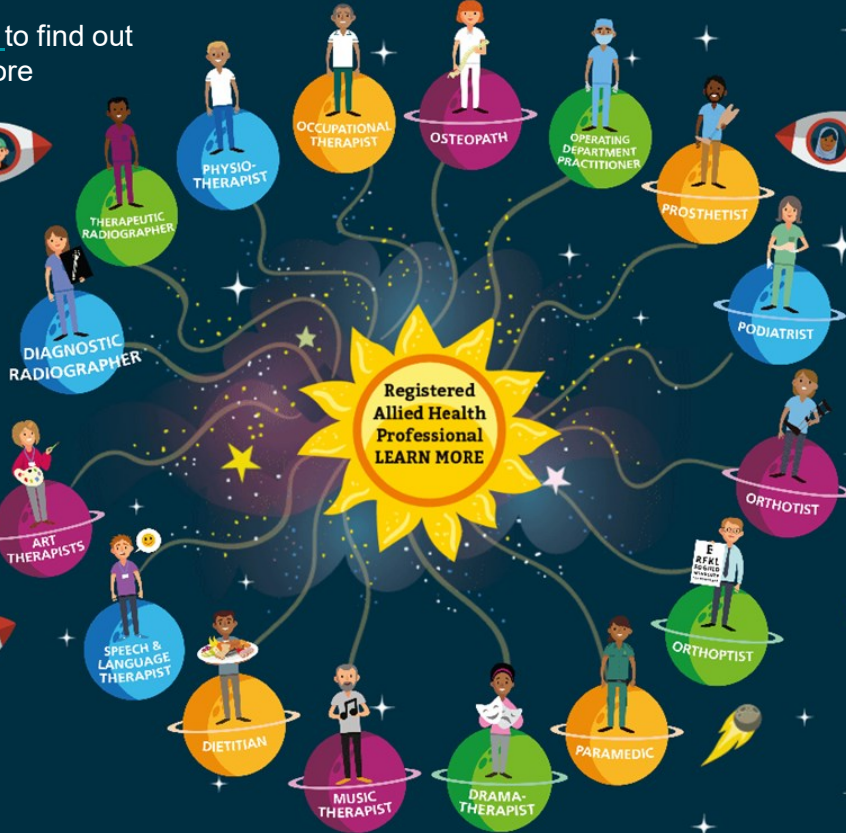 to find out
ore
OCCUPATIONAL
THERAPIST
OSTEOPATH
OPERATING
DEPARTMENT
PRACTITIONER
PHYSIO-
THERAPIST
PROSTHETIST
THERAPEUTIC
RADIOGRAPHER
PODIATRIST
DIAGNOSTIC
RADIOGRAPHER
Registered
Allied Health
Professional
LEARN MORE
ORTHOTIST
ART
THERAPISTS
E
RFKL
ORTHOPTIST
SPEECH &
LANGUAGE
THERAPIST
DIETITIAN
PARAMEDIC
MUSIC
THERAPIST
DRAMA-
THERAPIST